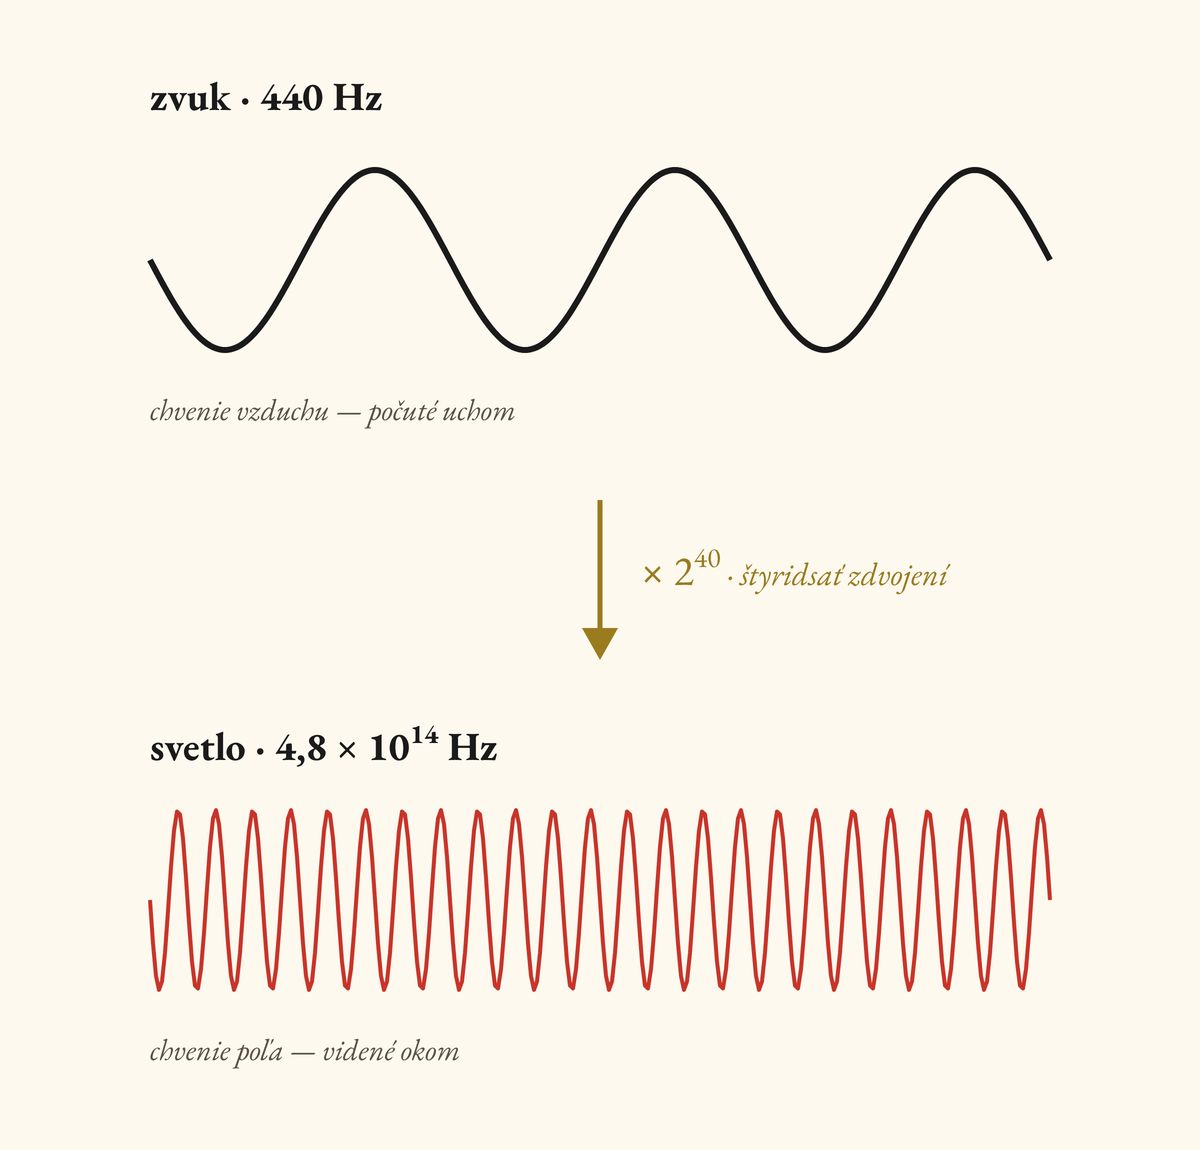 zvuk · 440 Hz
chvenie vzduchu — počuté uchom
× 2⁴⁰ · štyridsať zdvojení
svetlo · 4,8 × 10¹⁴ Hz
chvenie poľa — videné okom